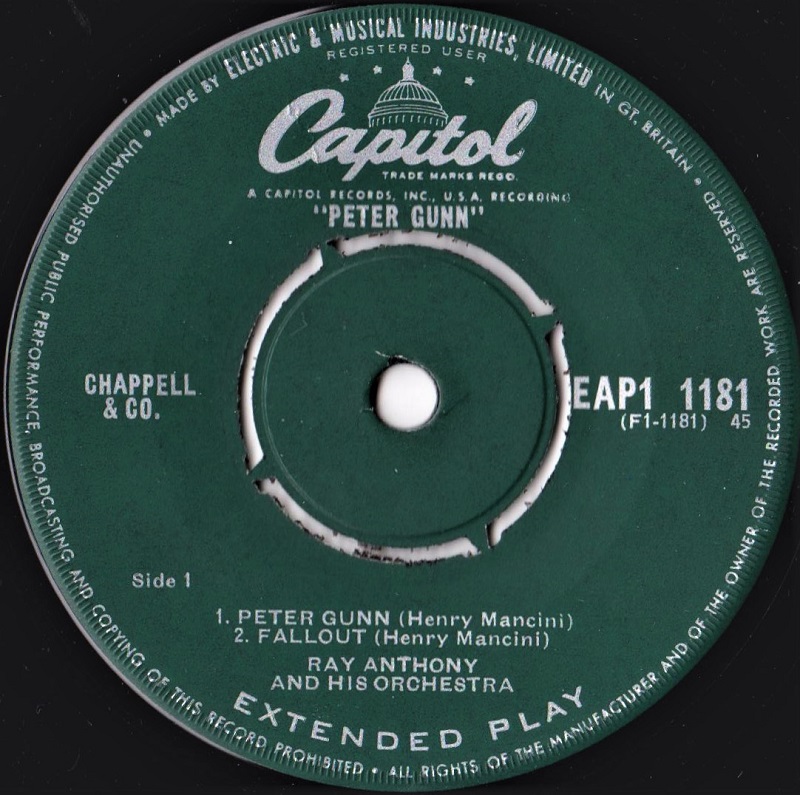 MADE BY ELECTRIC & MUSICAL INDUSTRIES, LIMITED IN GT. BRITAIN • ALL RIGHTS OF THE MANUFACTURER AND OF THE OWNER OF THE RECORDED WORK ARE RESERVED • UNAUTHORISED PUBLIC PERFORMANCE, BROADCASTING AND COPYING OF THIS RECORD PROHIBITED •
REGISTERED USER
Capitol
TRADE MARKS REGD.
A CAPITOL RECORDS, INC., U.S.A. RECORDING
"PETER GUNN"
CHAPPELL
& CO.
EAP1 1181
(F1-1181) 45
Side 1
1. PETER GUNN (Henry Mancini)
2. FALLOUT (Henry Mancini)
RAY ANTHONY
AND HIS ORCHESTRA
EXTENDED PLAY